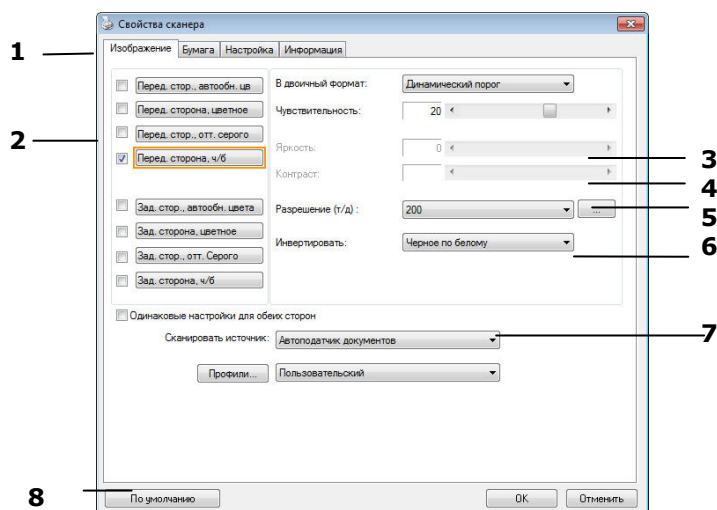 Свойства сканера
1
Изображение Бумага Настройка Информация
Перед. стор., автообн. цв
В двоичный формат: Динамический порог
Перед. сторона, цветное
Чувствительность: 20
2
Перед. стор., отт. серого
Перед. сторона, ч/б
Яркость: 0
3
Контраст:
4
Зад. стор., автообн. цвета
Разрешение (т/д) : 200 ...
5
Зад. сторона, цветное
Инвертировать: Черное по белому
6
Зад. стор., отт. Серого
Зад. сторона, ч/б
Одинаковые настройки для обеих сторон
7
Сканировать источник: Автоподатчик документов
Профили... Пользовательский
8
По умолчанию OK Отменить